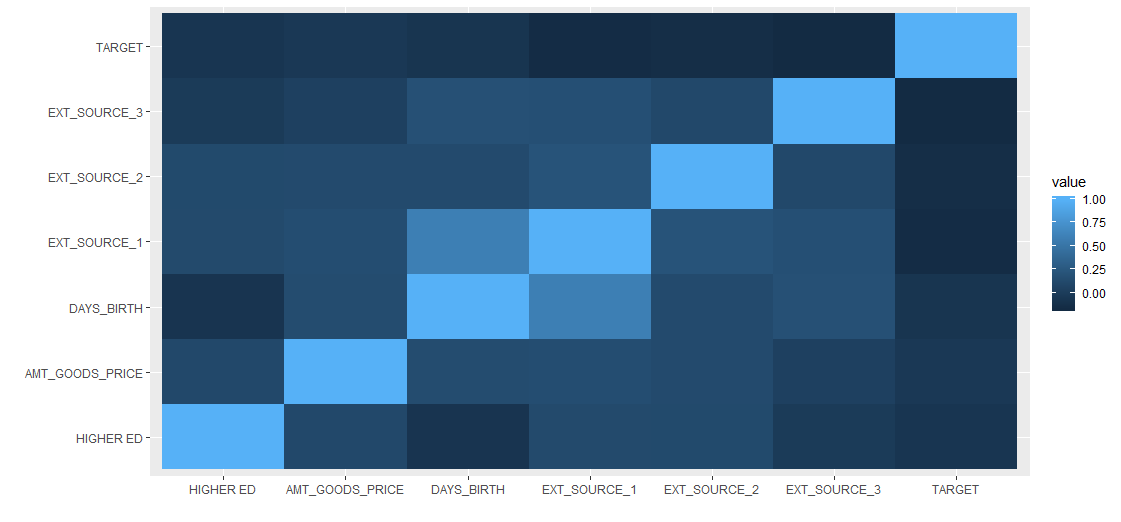 TARGET
EXT_SOURCE_3
EXT_SOURCE_2
EXT_SOURCE_1
DAYS_BIRTH
AMT_GOODS_PRICE
HIGHER ED
HIGHER ED AMT_GOODS_PRICE DAYS_BIRTH EXT_SOURCE_1 EXT_SOURCE_2 EXT_SOURCE_3 TARGET
value
1.00
0.75
0.50
0.25
0.00